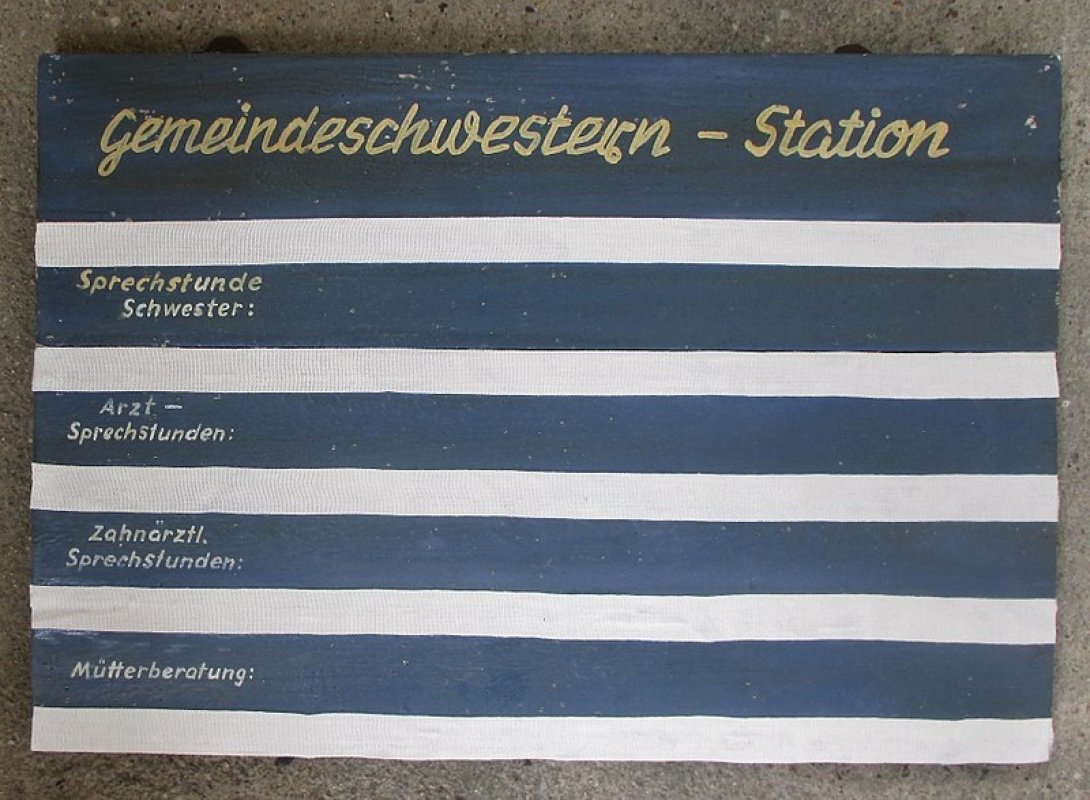 Gemeindeschwestern - Station
Sprechstunde
Schwester:
Arzt -
Sprechstunden:
Zahnärztl.
Sprechstunden:
Mütterberatung: